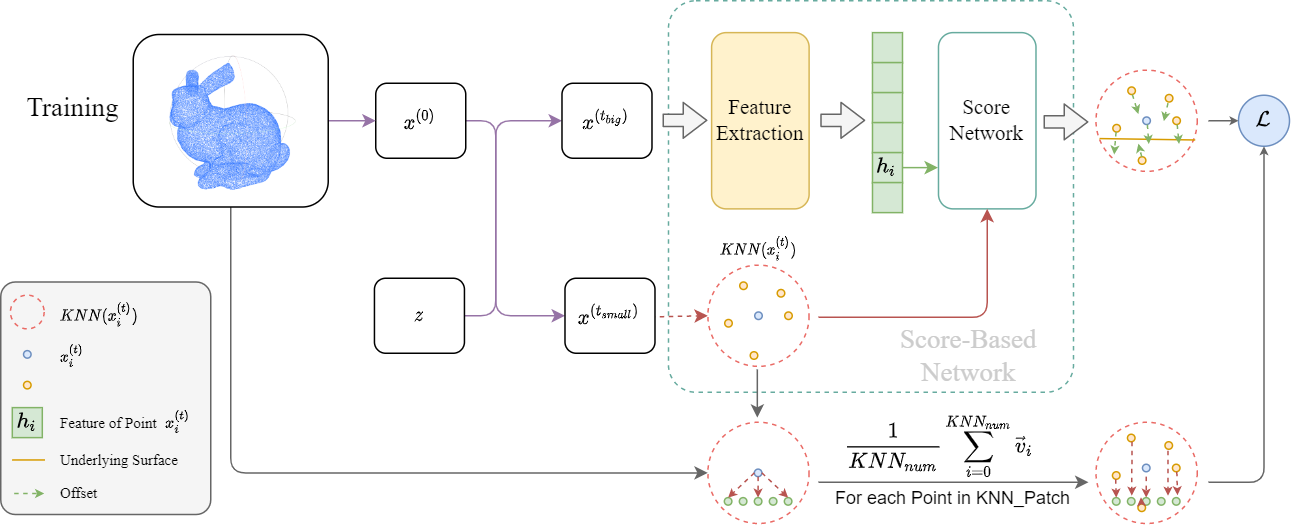 Training
x^{(0)}
x^{(t_{big})}
Feature
Extraction
h_i
Score
Network
ℒ
z
x^{(t_{small})}
KNN(x_i^{(t)})
Score-Based
Network
KNN(x_i^{(t)})
x_i^{(t)}
h_i Feature of Point x_i^{(t)}
Underlying Surface
Offset
\frac{1}{KNN_{num}} \sum_{i=0}^{KNN_{num}} \vec{v}_i
For each Point in KNN_Patch